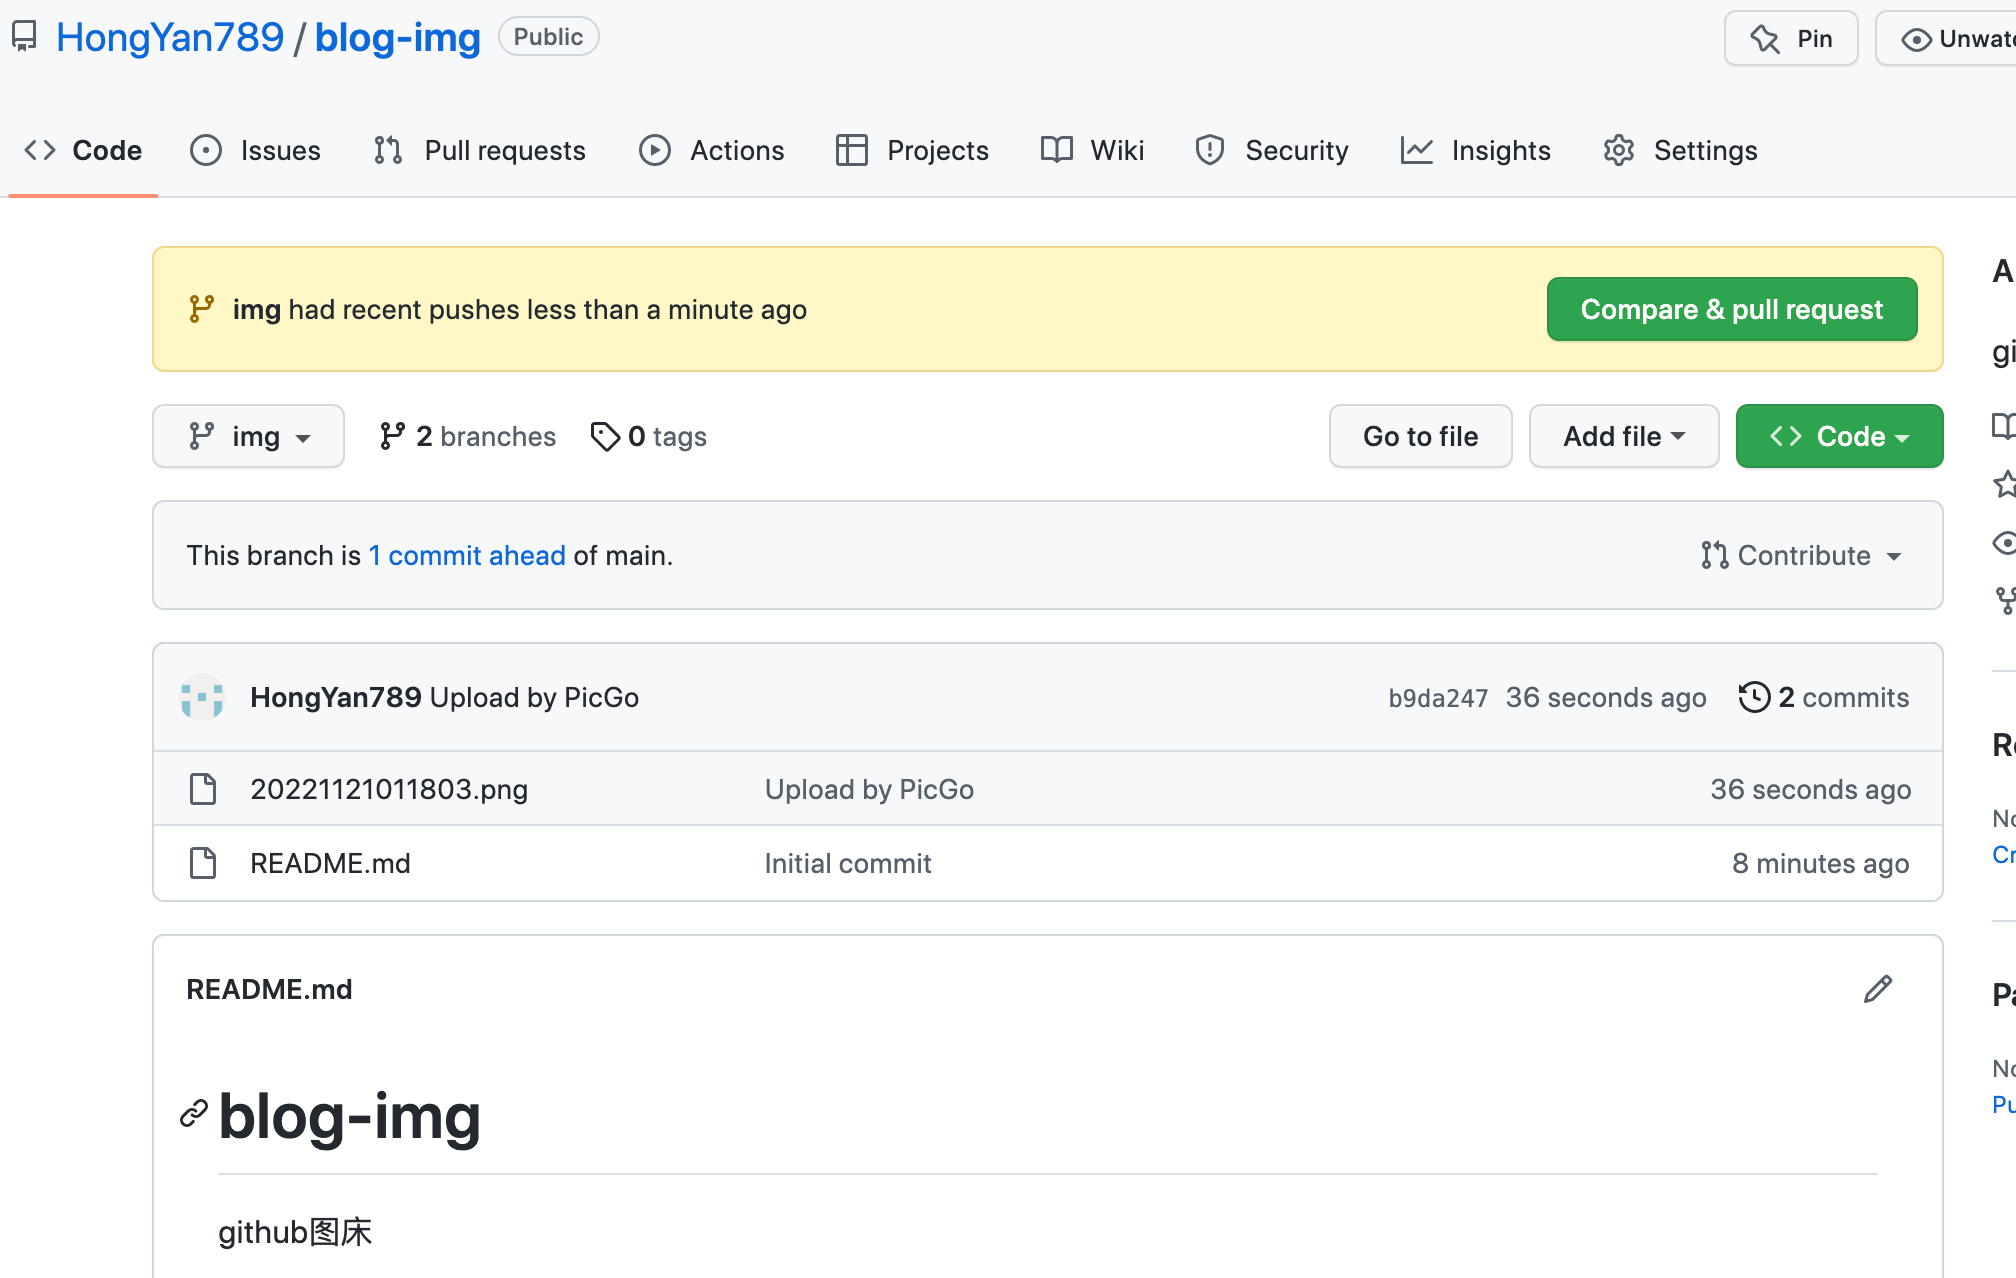 HongYan789 / blog-img Public Pin
Code Issues Pull requests Actions Projects Wiki Security Insights Settings
img had recent pushes less than a minute ago Compare & pull request
img 2 branches 0 tags Go to file Add file Code
This branch is 1 commit ahead of main. Contribute
HongYan789 Upload by PicGo b9da247 36 seconds ago 2 commits
20221121011803.png Upload by PicGo 36 seconds ago
README.md Initial commit 8 minutes ago
README.md
blog-img
github图床